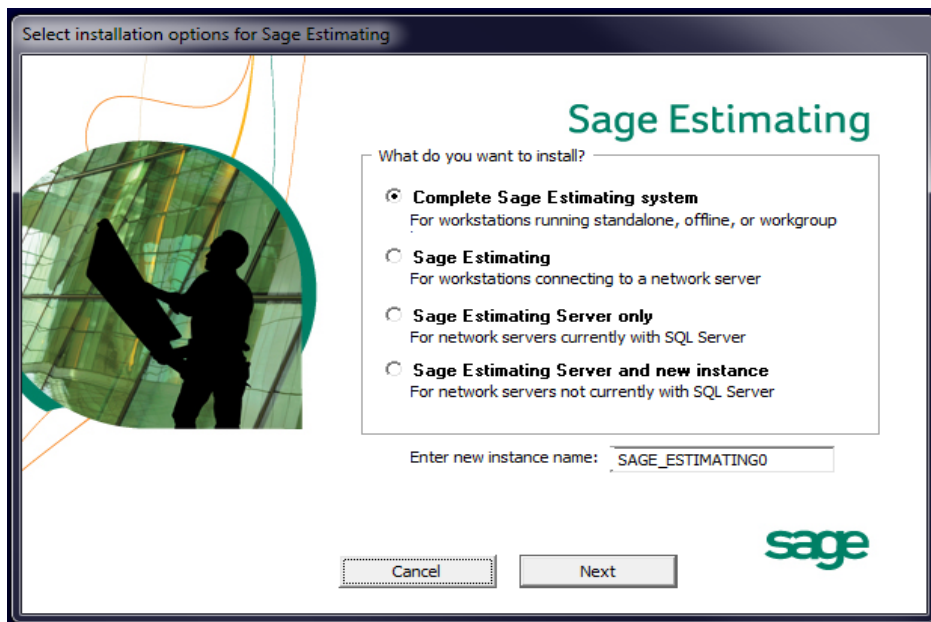 Select installation options for Sage Estimating
Sage Estimating
What do you want to install?
Complete Sage Estimating system
For workstations running standalone, offline, or workgroup
Sage Estimating
For workstations connecting to a network server
Sage Estimating Server only
For network servers currently with SQL Server
Sage Estimating Server and new instance
For network servers not currently with SQL Server
Enter new instance name: SAGE_ESTIMATING0
sage
Cancel Next